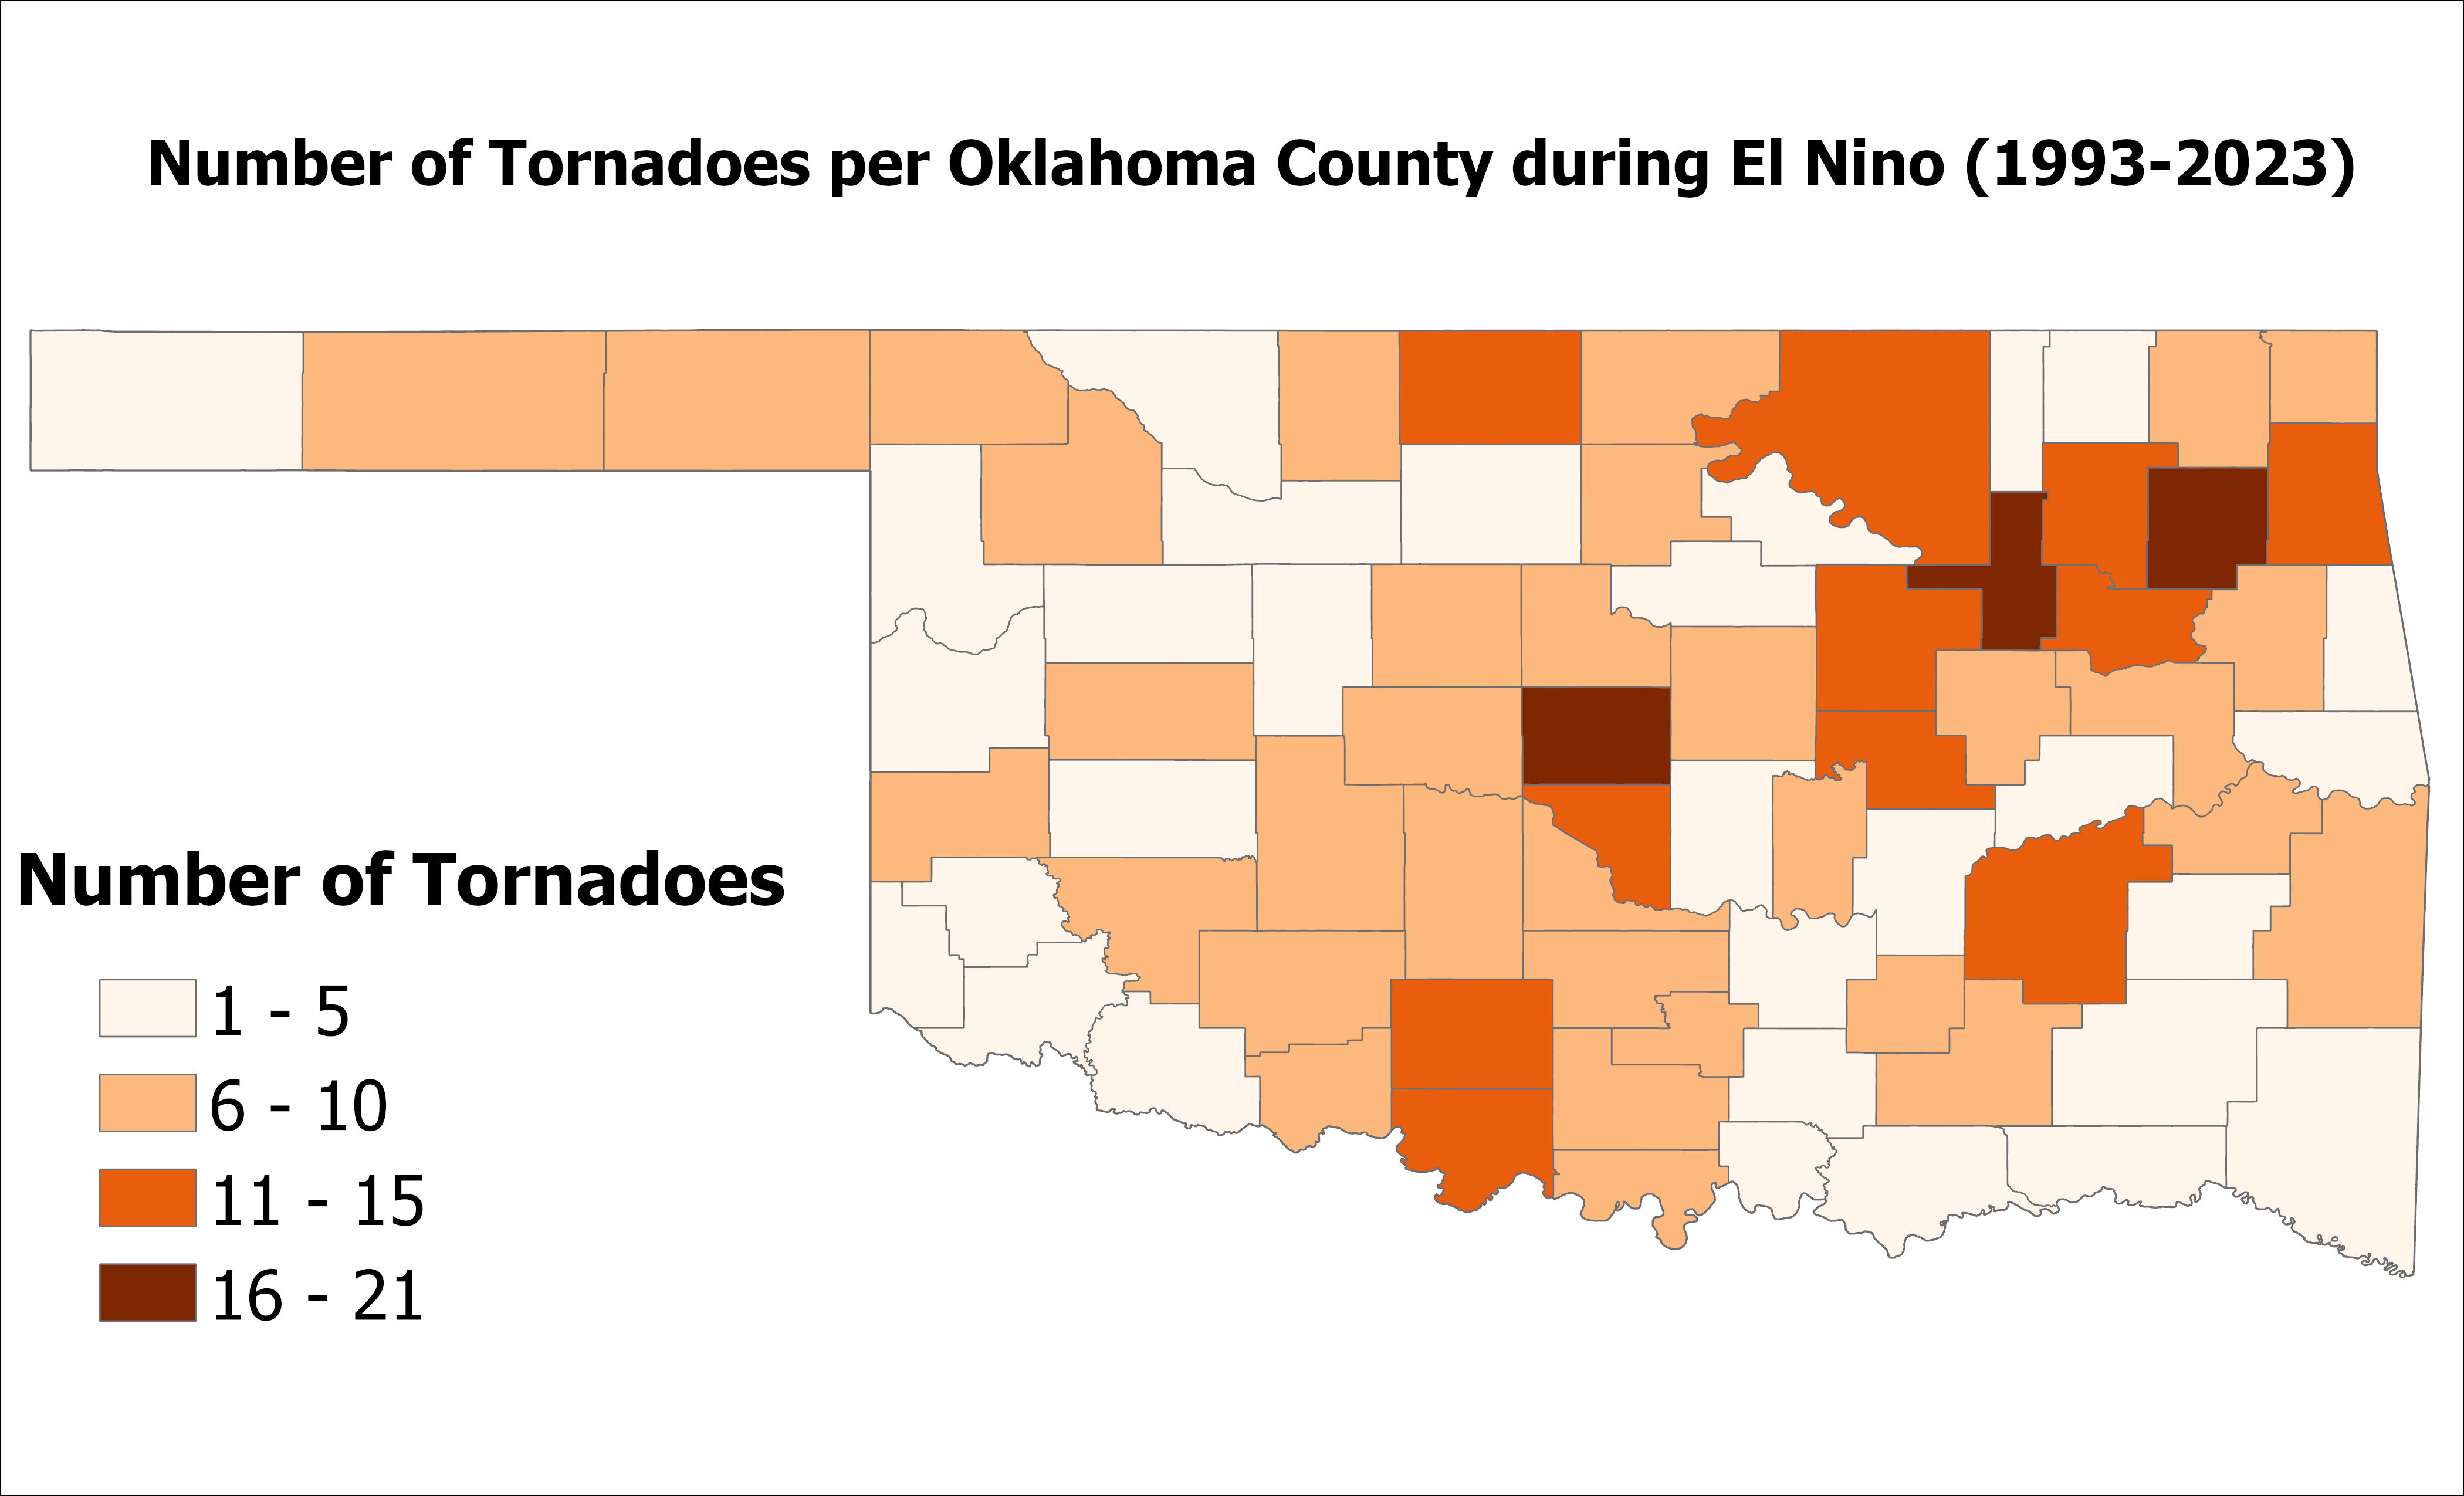 Number of Tornadoes per Oklahoma County during El Nino (1993-2023)
Number of Tornadoes
1 - 5
6 - 10
11 - 15
16 - 21